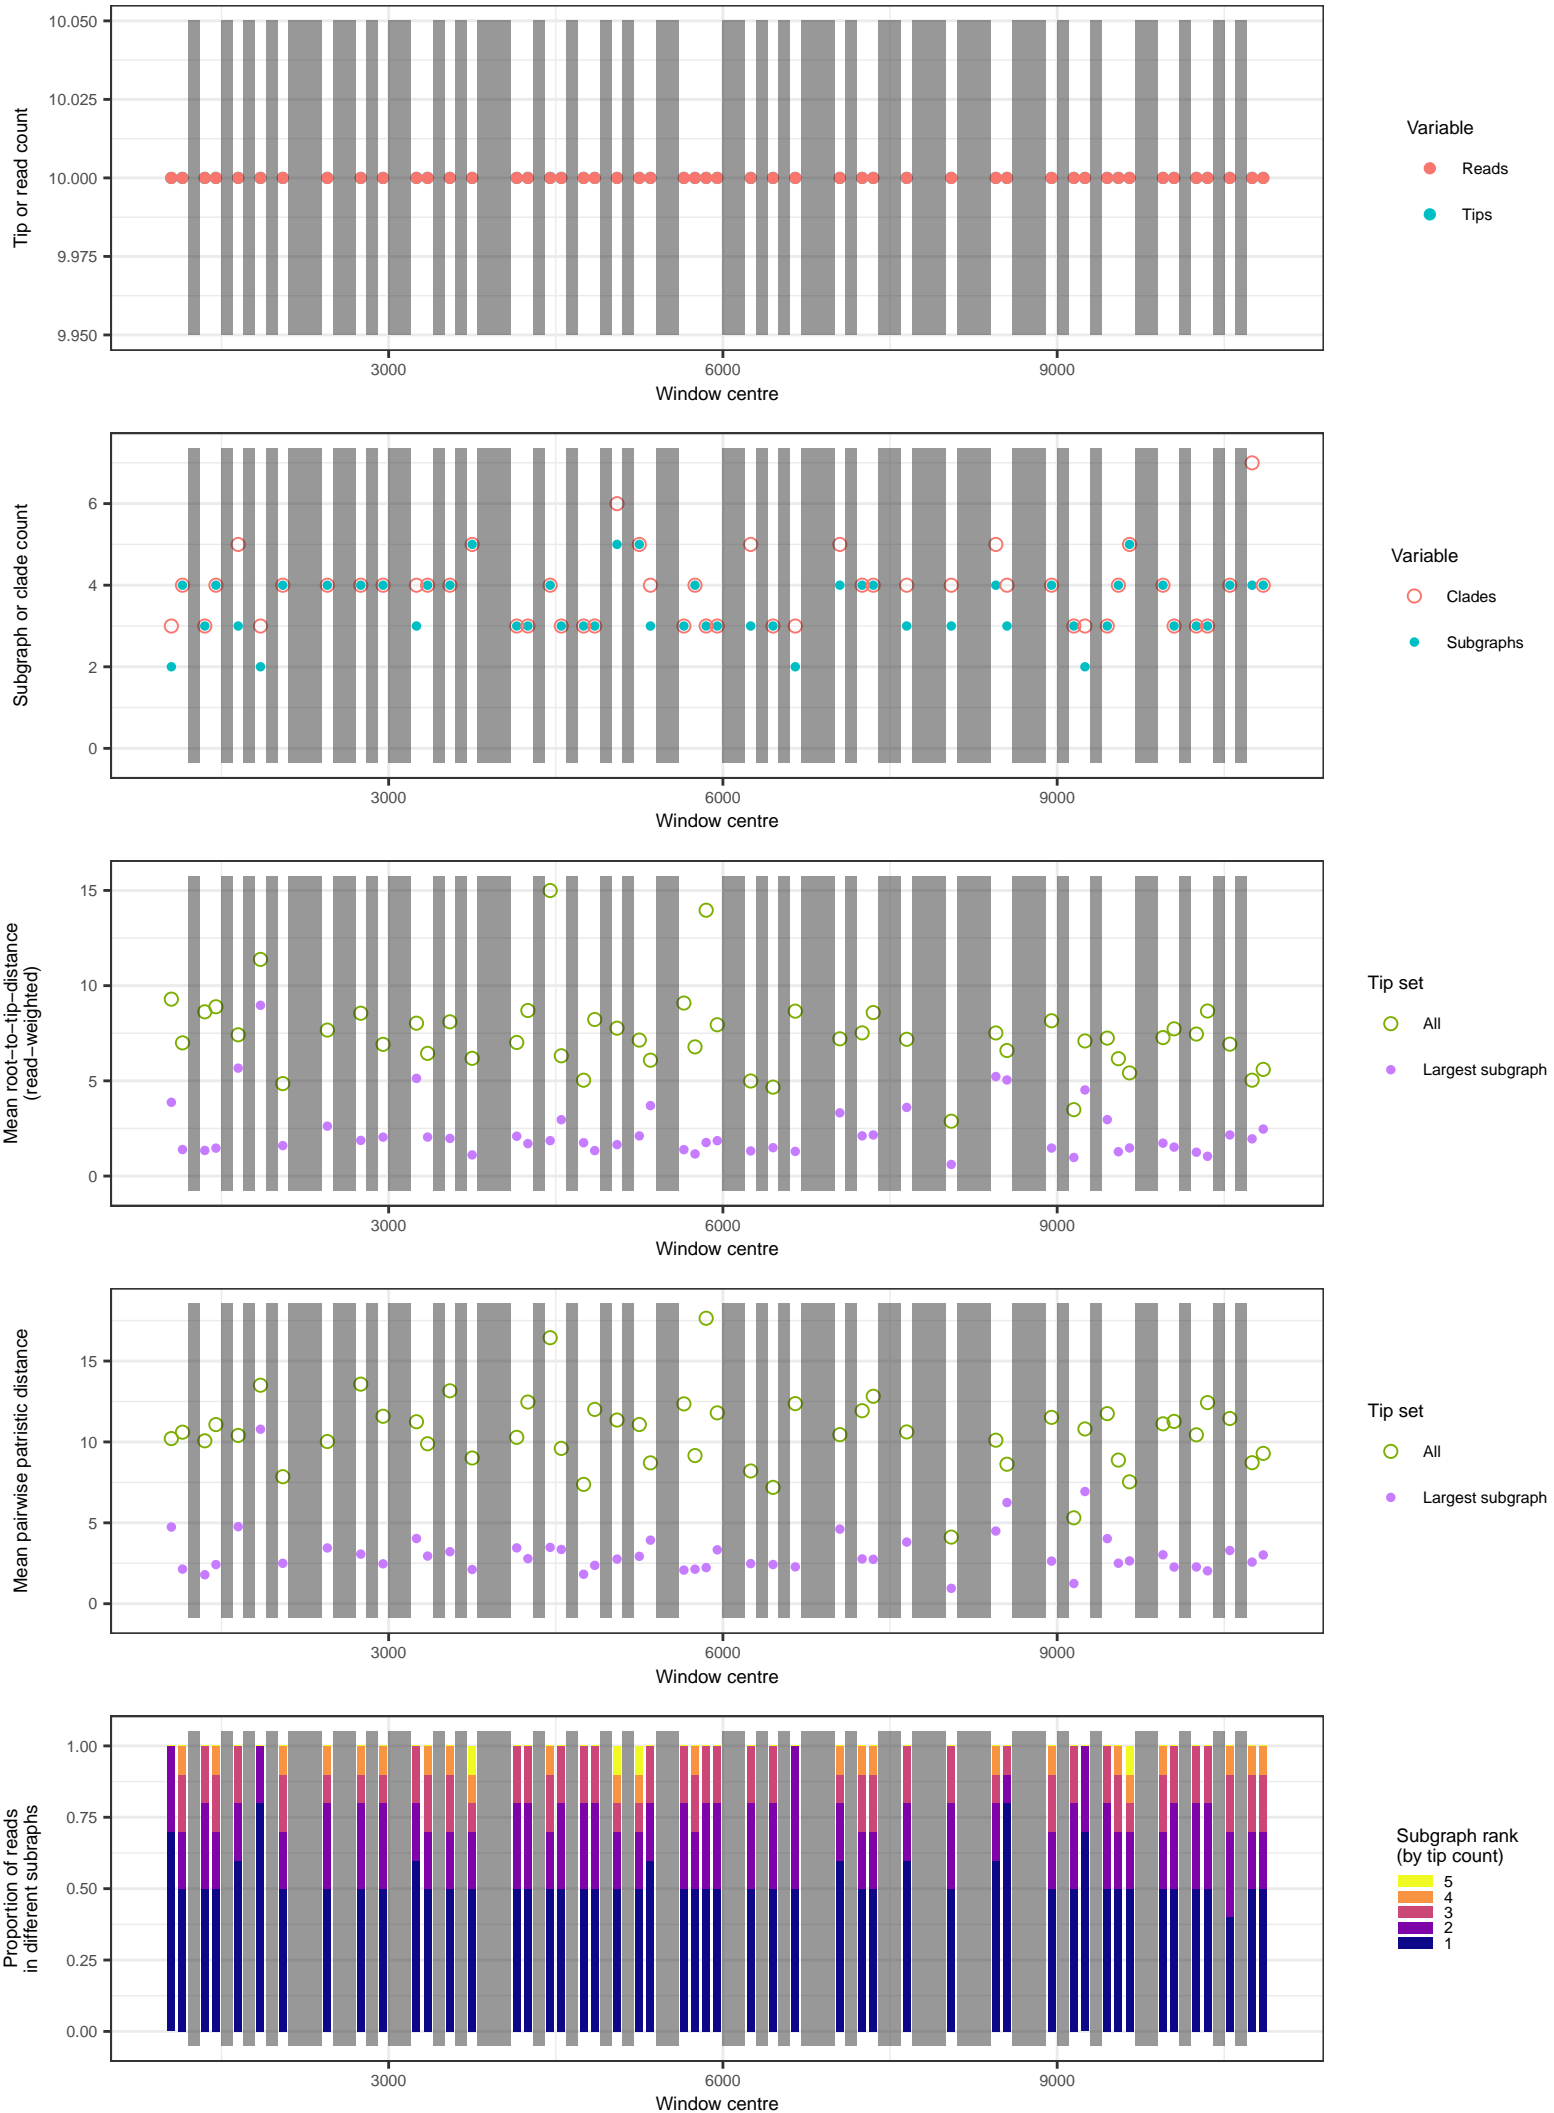 10.050
10.025
10.000
9.975
9.950
Tip or read count
3000
6000
9000
Window centre
Variable
Reads
Tips
6
4
2
0
Subgraph or clade count
3000
6000
9000
Window centre
Variable
Clades
Subgraphs
15
10
5
0
Mean root−to−tip−distance
(read−weighted)
3000
6000
9000
Window centre
Tip set
All
Largest subgraph
15
10
5
0
Mean pairwise patristic distance
3000
6000
9000
Window centre
Tip set
All
Largest subgraph
1.00
0.75
0.50
0.25
0.00
Proportion of reads
in different subraphs
3000
6000
9000
Window centre
Subgraph rank
(by tip count)
5
4
3
2
1